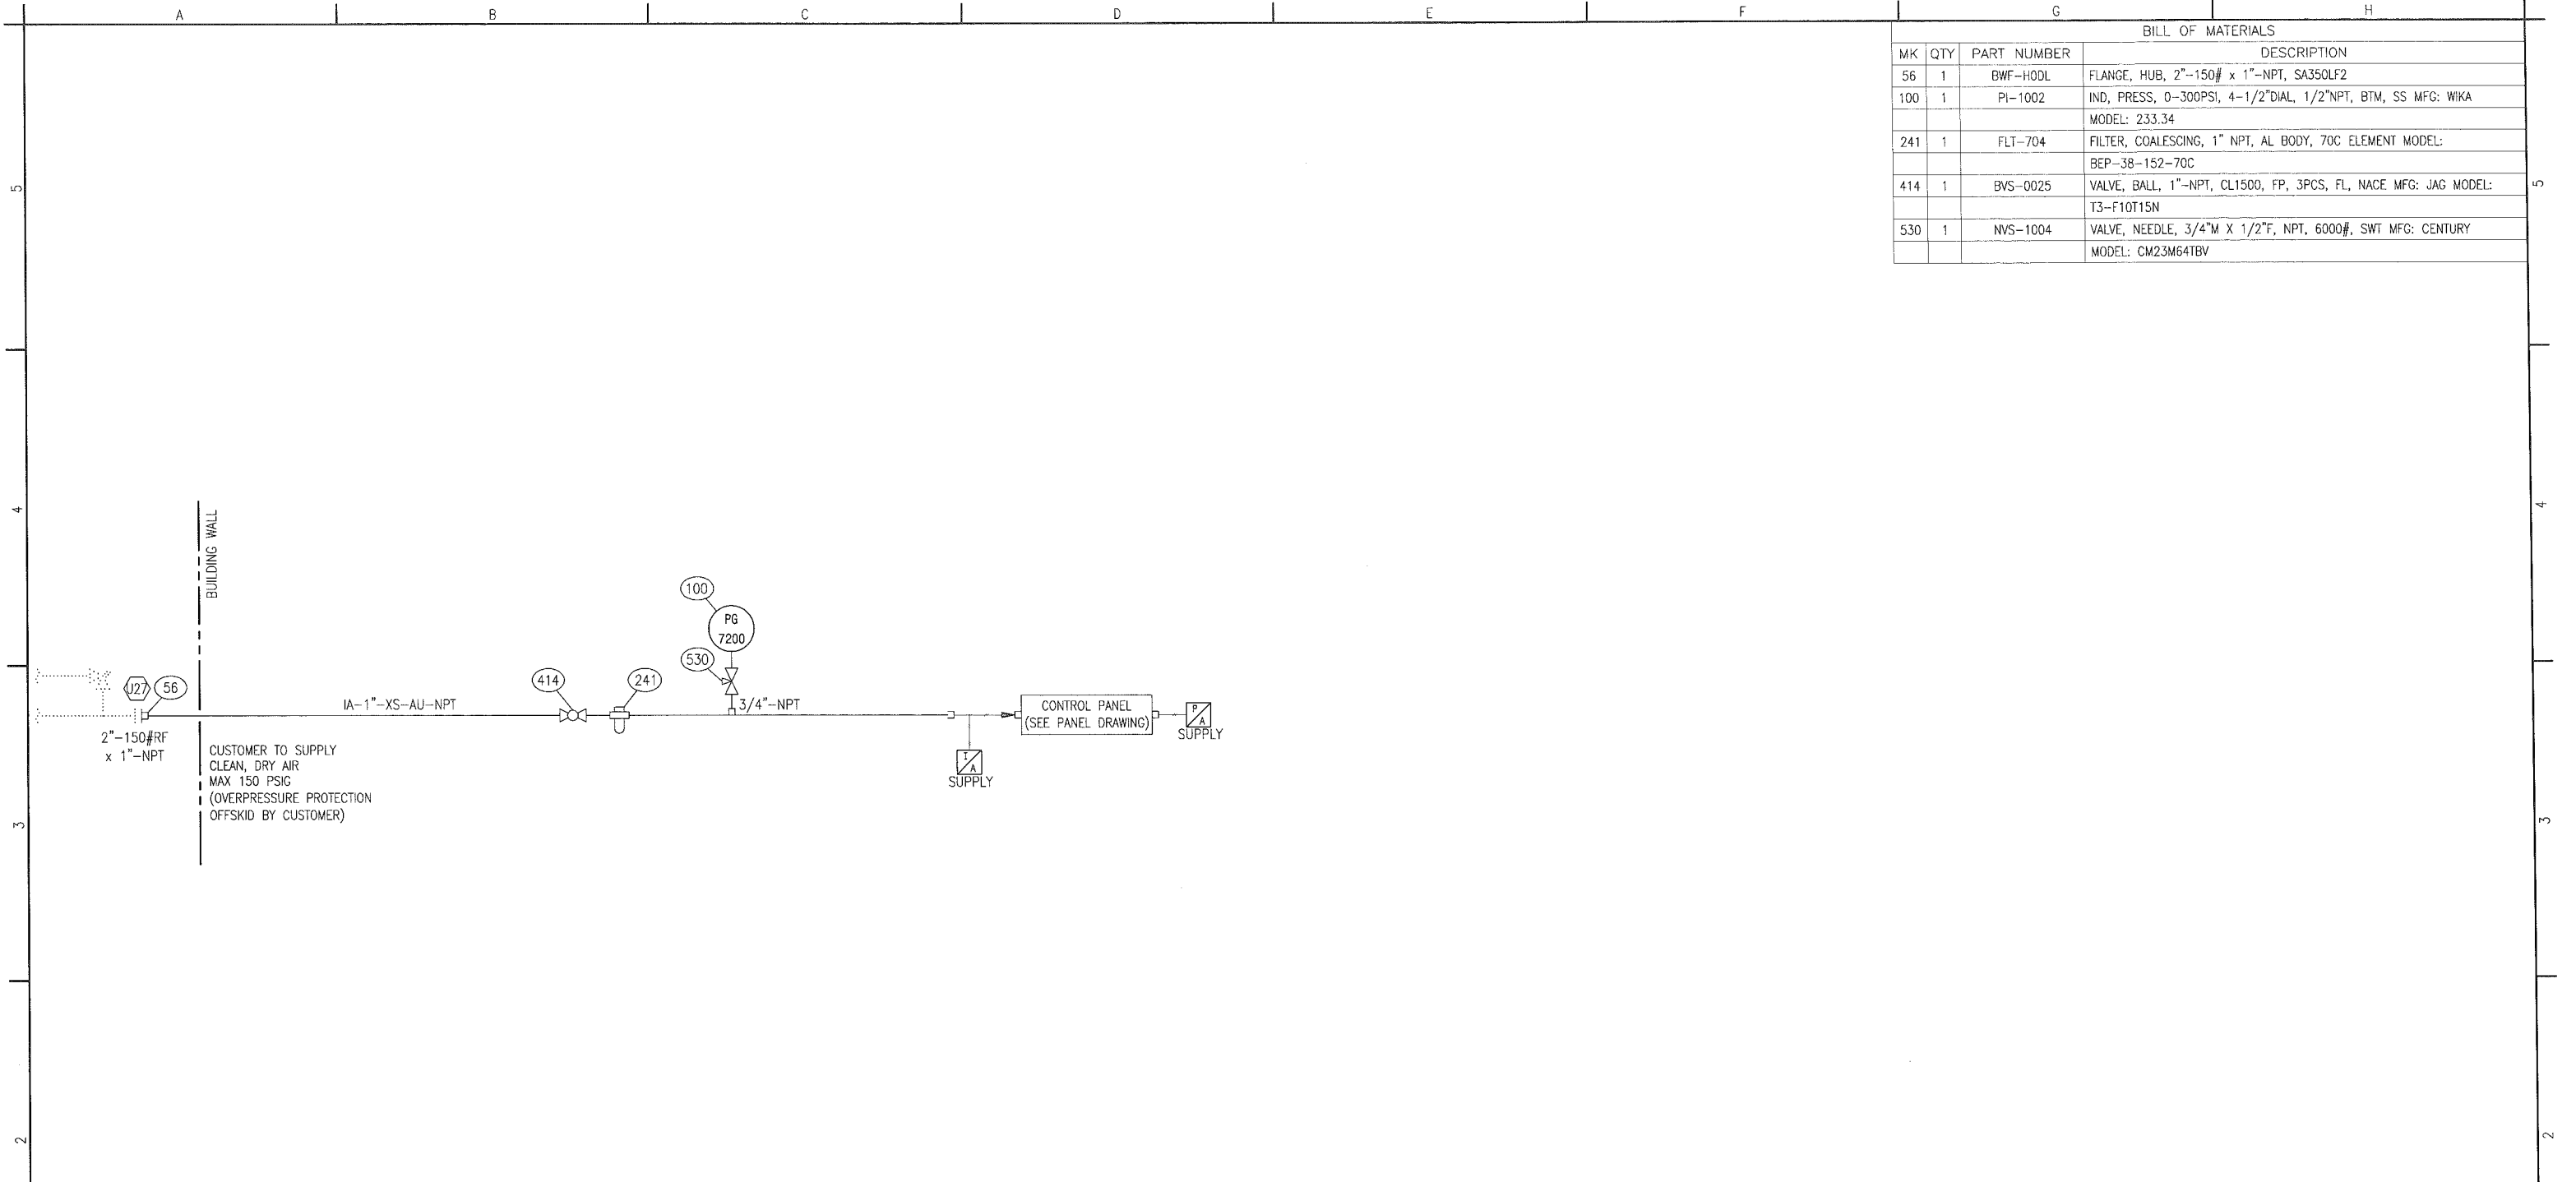 A B C D E F G H
BILL OF MATERIALS
MK QTY PART NUMBER DESCRIPTION
56 1 BWF-H0DL FLANGE, HUB, 2"-150# x 1"-NPT, SA350LF2
100 1 PI-1002 IND, PRESS, 0-300PSI, 4-1/2"DIAL, 1/2"NPT, BTM, SS MFG: WIKA
MODEL: 233.34
241 1 FLT-704 FILTER, COALESCING, 1" NPT, AL BODY, 70C ELEMENT MODEL:
BEP-38-152-70C
414 1 BVS-0025 VALVE, BALL, 1"-NPT, CL1500, FP, 3PCS, FL, NACE MFG: JAG MODEL:
T3-F10T15N
530 1 NVS-1004 VALVE, NEEDLE, 3/4"M X 1/2"F, NPT, 6000#, SWT MFG: CENTURY
MODEL: CM23M64TBV
5 5
4 4
BUILDING WALL
100
PG
7200
530
U27 56
414 241
IA-1"-XS-AU-NPT
3/4"-NPT
2"-150#RF
x 1"-NPT
CONTROL PANEL
(SEE PANEL DRAWING)
P
A
SUPPLY
I
A
SUPPLY
CUSTOMER TO SUPPLY
CLEAN, DRY AIR
MAX 150 PSIG
(OVERPRESSURE PROTECTION
OFFSKID BY CUSTOMER)
3 3
2 2